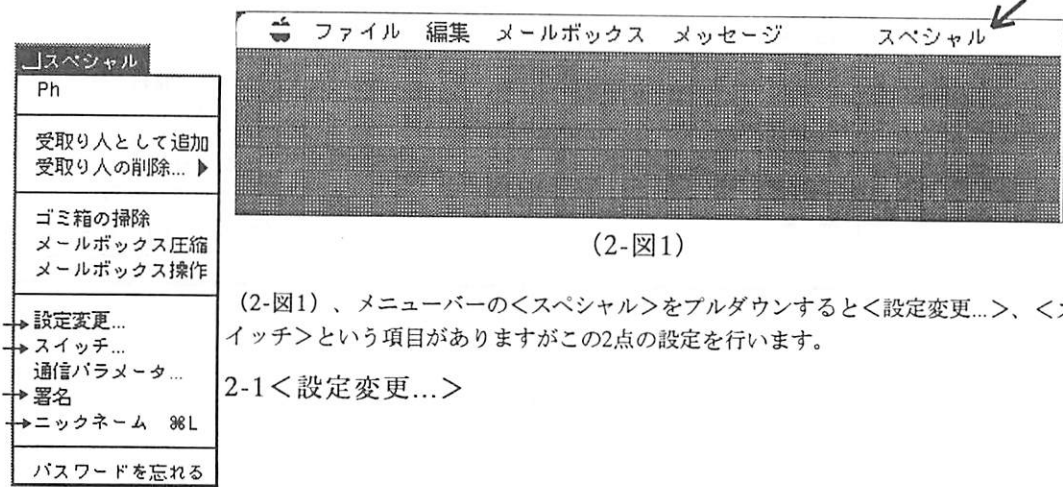 ファイル 編集 メールボックス メッセージ スペシャル
スペシャル
Ph
受取り人として追加
受取り人の削除...
ゴミ箱の掃除
メールボックス圧縮
メールボックス操作
設定変更...
スイッチ...
通信パラメータ...
署名
ニックネーム ⌘L
パスワードを忘れる
(2-図1)
(2-図1)、メニューバーの<スペシャル>をプルダウンすると<設定変更...>、<ス
イッチ>という項目がありますがこの2点の設定を行います。
2-1<設定変更...>